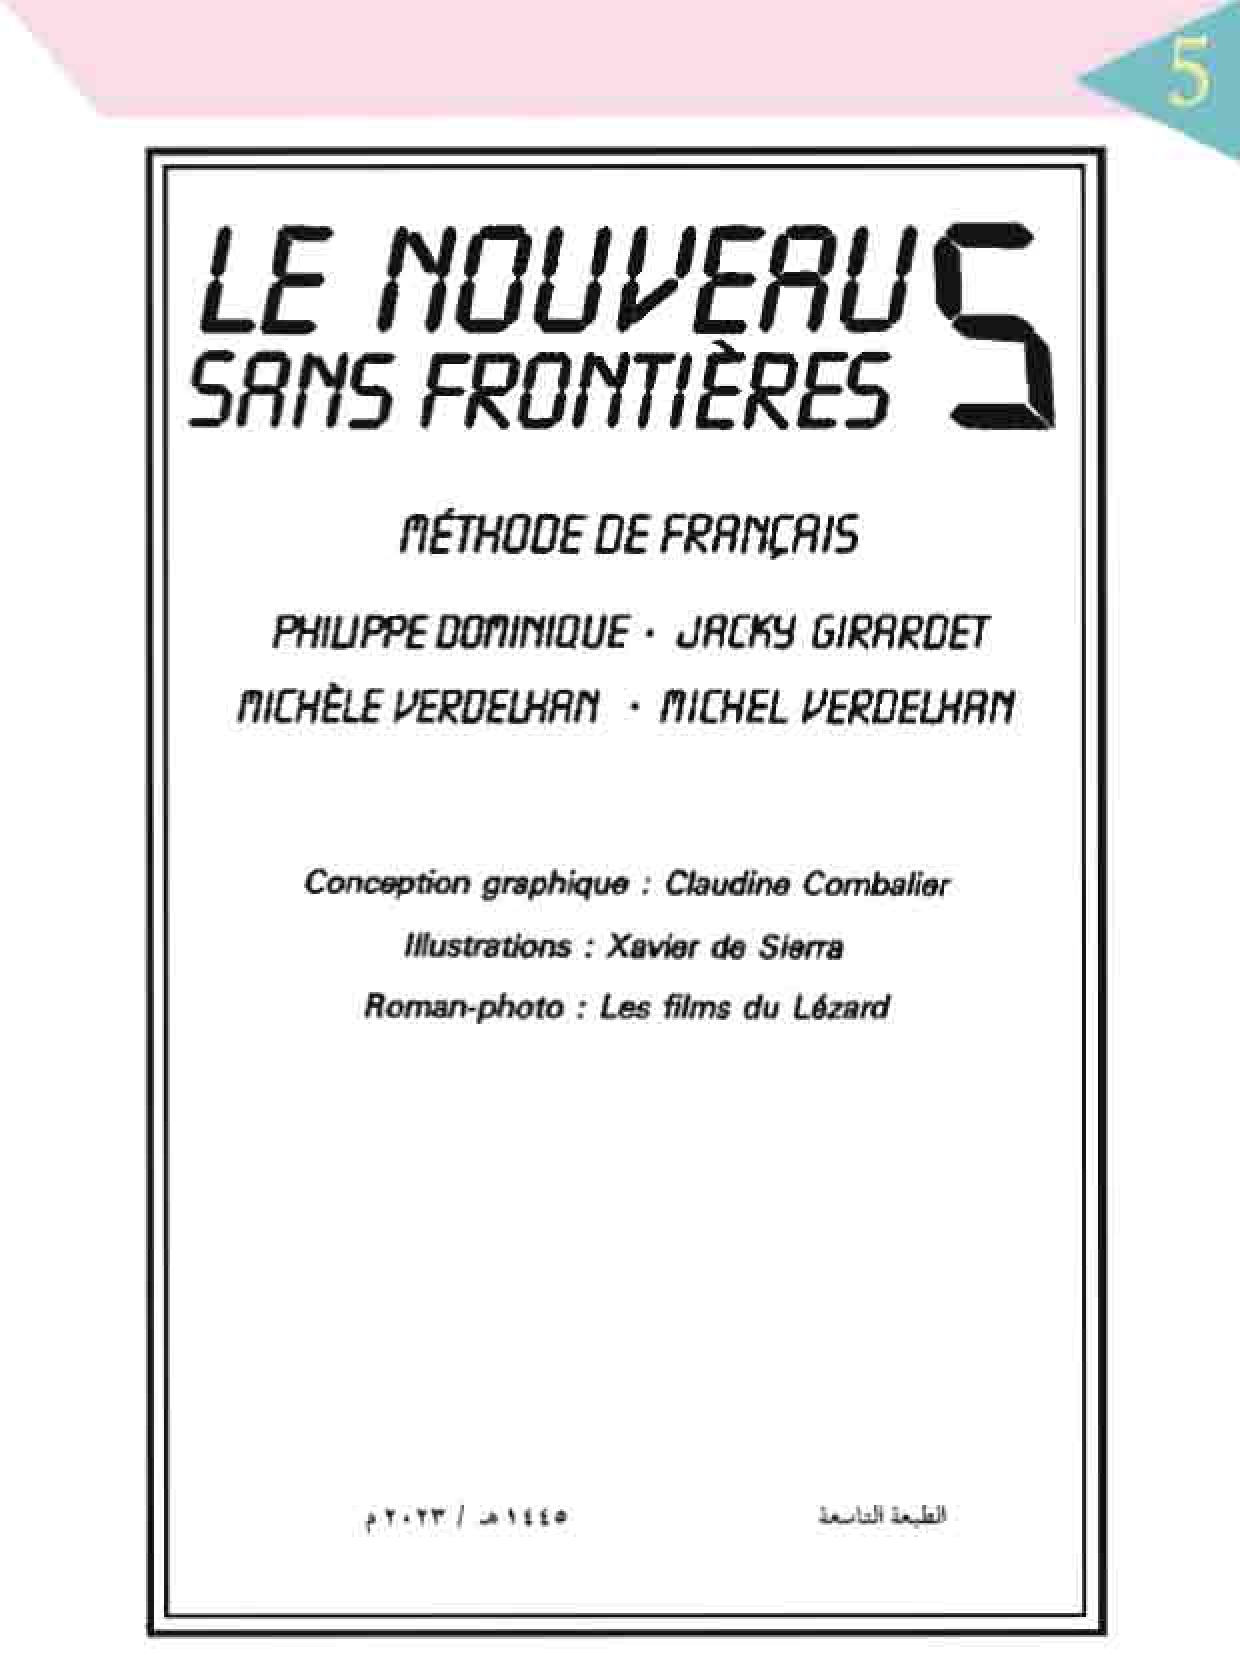 5
LE NOUVEAU 5
SANS FRONTIÈRES
MÉTHODE DE FRANÇAIS
PHILIPPE DOMINIQUE · JACKY GIRARDET
MICHÈLE VERDELHAN · MICHEL VERDELHAN
Conception graphique : Claudine Combalier
Illustrations : Xavier de Sierra
Roman-photo : Les films du Lézard
الطبعة التاسعة ١٤٤٥ هـ / ٢٠٢٣ م